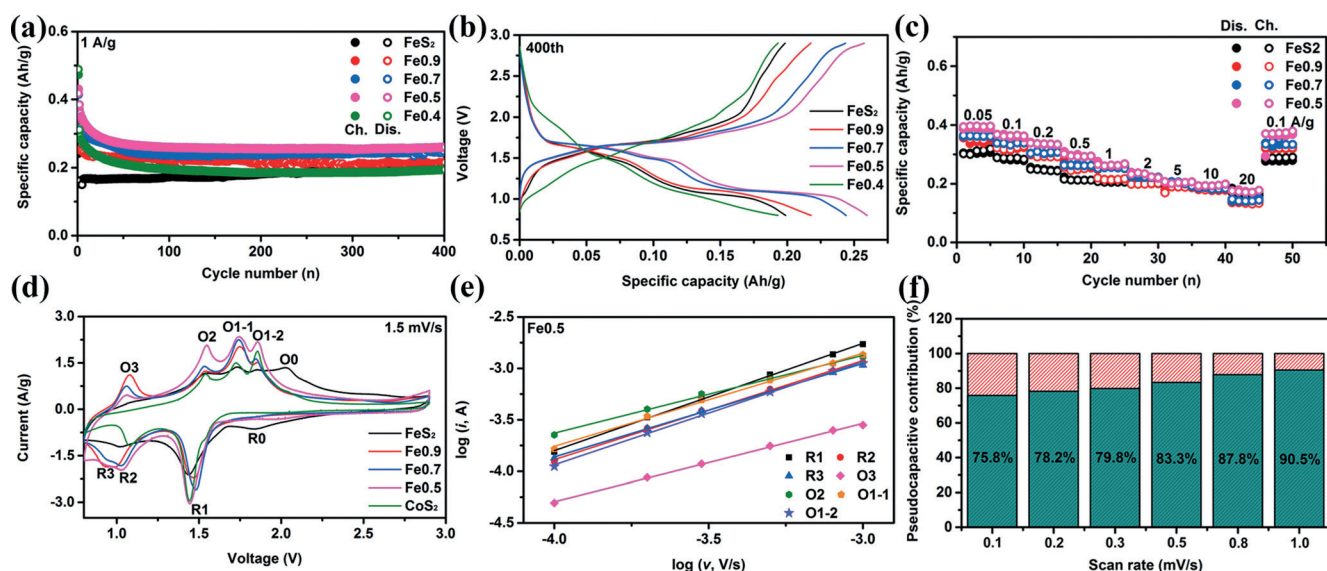 (a)
1 A/g
FeS₂
Fe0.9
Fe0.7
Fe0.5
Fe0.4
Ch. Dis.
Specific capacity (Ah/g)
0.6
0.4
0.2
0.0
0 100 200 300 400
Cycle number (n)
(b)
400th
FeS₂
Fe0.9
Fe0.7
Fe0.5
Fe0.4
Voltage (V)
3.0
2.5
2.0
1.5
1.0
0.5
0.00 0.05 0.10 0.15 0.20 0.25
Specific capacity (Ah/g)
(c)
Dis. Ch.
FeS2
Fe0.9
Fe0.7
Fe0.5
0.05 0.1 0.2 0.5 1 2 5 10 20 0.1 A/g
Specific capacity (Ah/g)
0.6
0.4
0.2
0.0
0 10 20 30 40 50
Cycle number (n)
(d)
1.5 mV/s
O3 O2 O1-1 O1-2 O0
R3 R2 R1 R0
FeS₂
Fe0.9
Fe0.7
Fe0.5
CoS₂
Current (A/g)
3.0
1.5
0.0
-1.5
-3.0
1.0 1.5 2.0 2.5 3.0
Voltage (V)
(e)
Fe0.5
R1 R2
R3 O3
O2 O1-1
O1-2
log (i, A)
-2.5
-3.0
-3.5
-4.0
-4.5
-4.0 -3.5 -3.0
log (v, V/s)
(f)
Pseudocapacitive contribution (%)
120
100
80
60
40
20
0
75.8% 78.2% 79.8% 83.3% 87.8% 90.5%
0.1 0.2 0.3 0.5 0.8 1.0
Scan rate (mV/s)